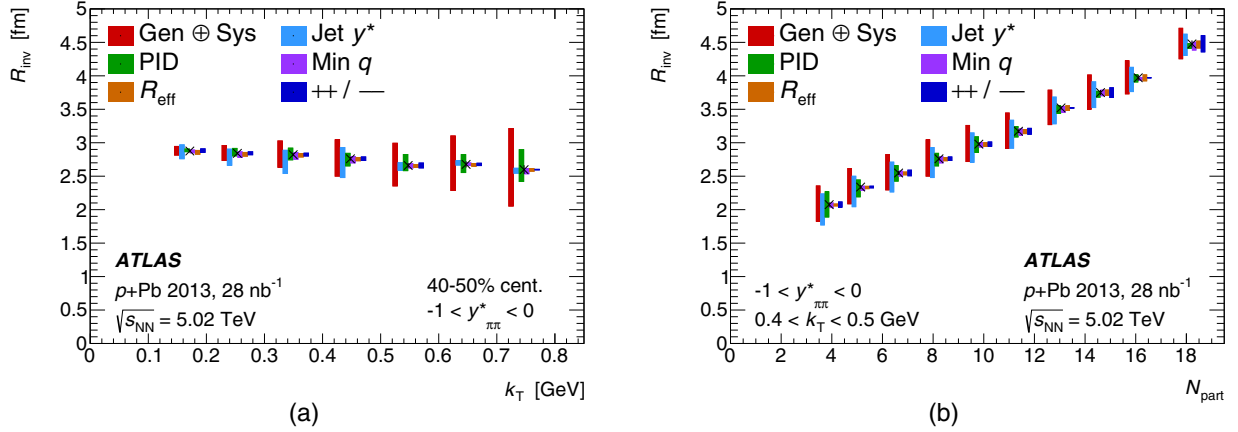 R_inv [fm]
Gen ⊕ Sys
PID
R_eff
Jet y*
Min q
++ / −−
5
4.5
4
3.5
3
2.5
2
1.5
1
0.5
0
ATLAS
p+Pb 2013, 28 nb⁻¹
√s_NN = 5.02 TeV
40-50% cent.
-1 < y*_ππ < 0
0 0.1 0.2 0.3 0.4 0.5 0.6 0.7 0.8
k_T [GeV]
(a)
R_inv [fm]
Gen ⊕ Sys
PID
R_eff
Jet y*
Min q
++ / −−
5
4.5
4
3.5
3
2.5
2
1.5
1
0.5
0
-1 < y*_ππ < 0
0.4 < k_T < 0.5 GeV
ATLAS
p+Pb 2013, 28 nb⁻¹
√s_NN = 5.02 TeV
0 2 4 6 8 10 12 14 16 18
N_part
(b)